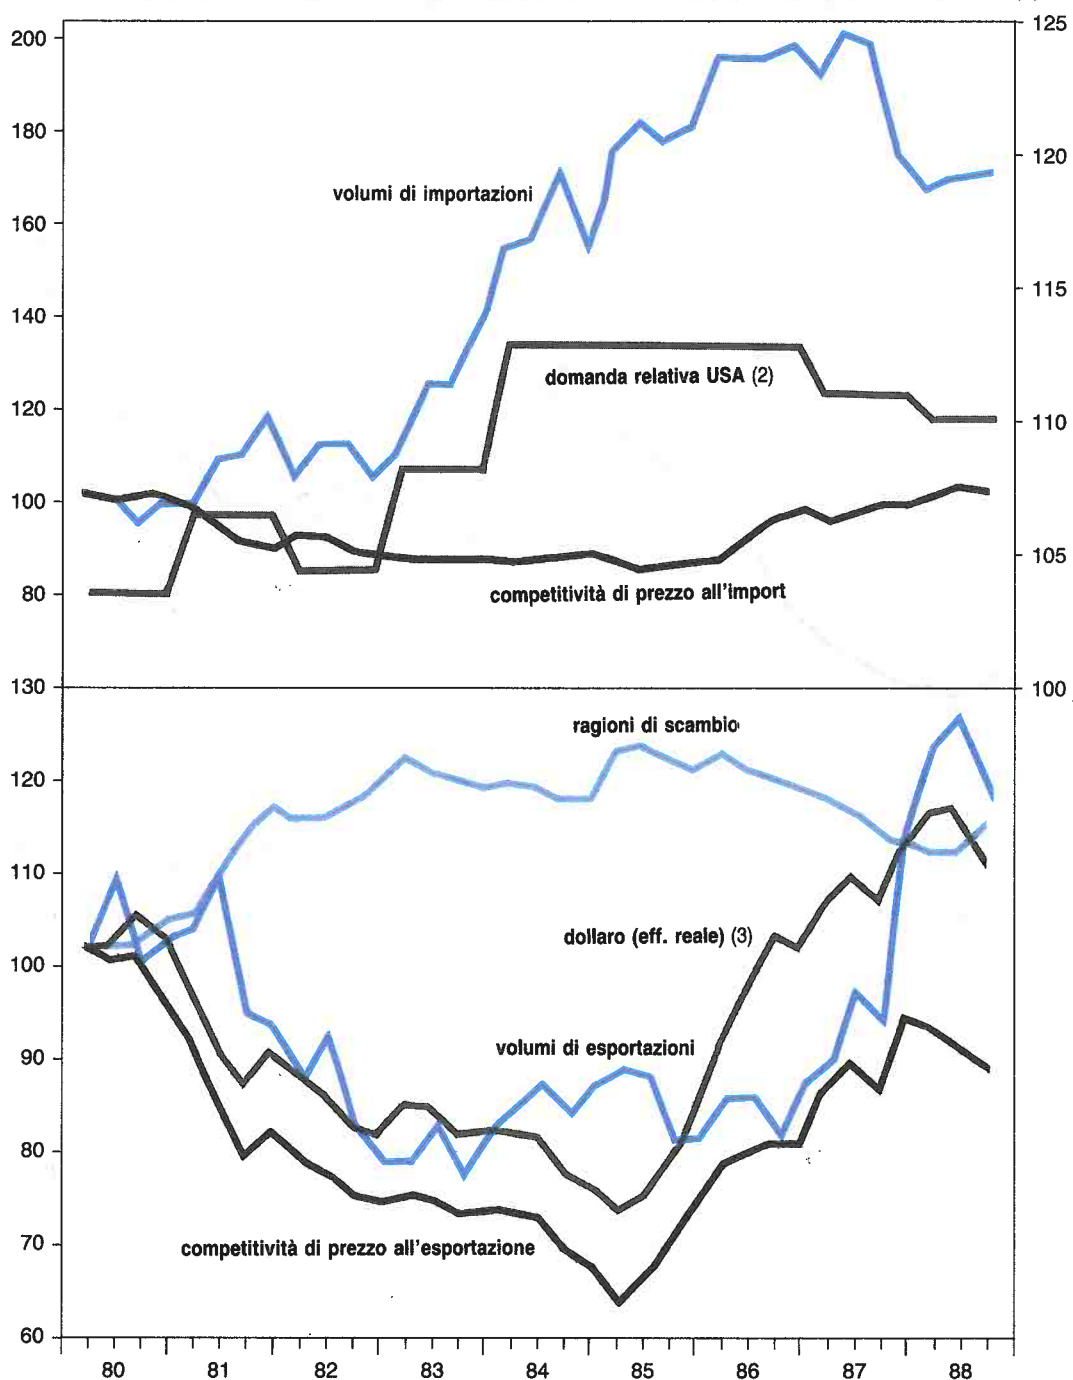 125
200
180
120
volumi di importazioni
160
115
140
domanda relativa USA (2)
120
110
100
105
80
competitività di prezzo all'import
130
100
ragioni di scambio
120
110
dollaro (eff. reale) (3)
100
volumi di esportazioni
90
80
competitività di prezzo all'esportazione
70
60
80 81 82 83 84 85 86 87 88